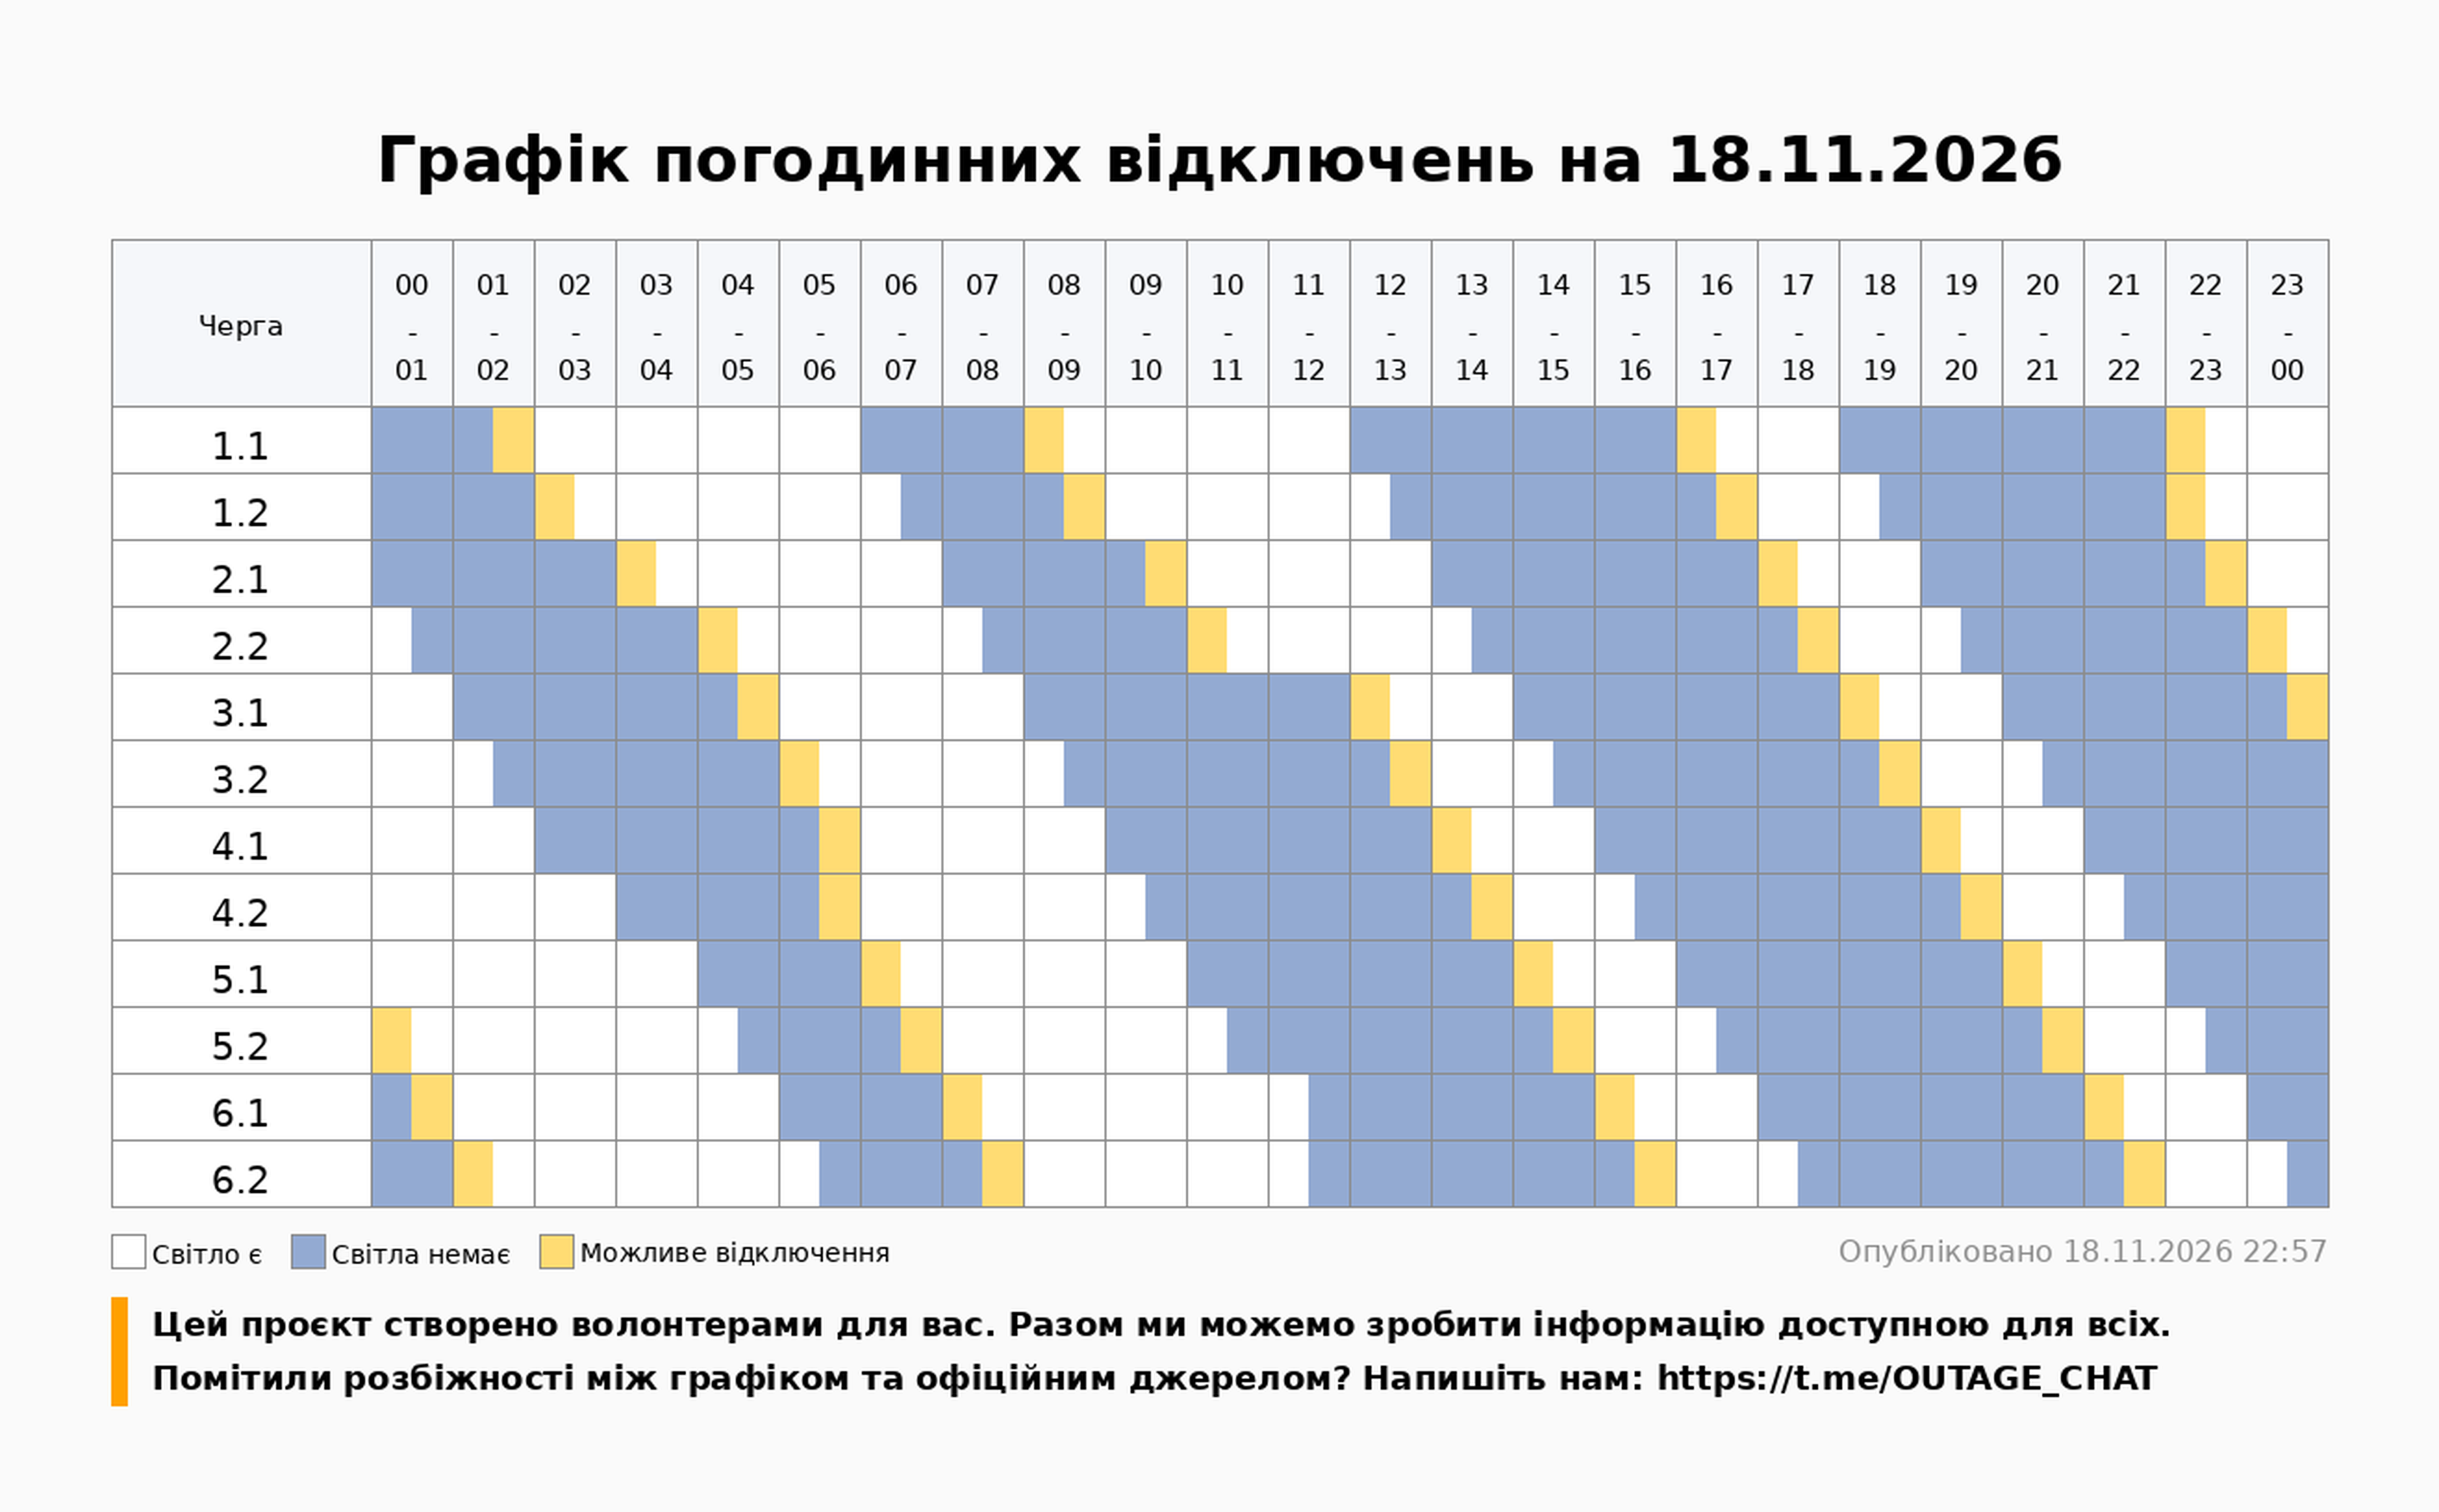 Графік погодинних відключень на 18.11.2026
Черга
00 - 01
01 - 02
02 - 03
03 - 04
04 - 05
05 - 06
06 - 07
07 - 08
08 - 09
09 - 10
10 - 11
11 - 12
12 - 13
13 - 14
14 - 15
15 - 16
16 - 17
17 - 18
18 - 19
19 - 20
20 - 21
21 - 22
22 - 23
23 - 00
1.1
1.2
2.1
2.2
3.1
3.2
4.1
4.2
5.1
5.2
6.1
6.2
Світло є
Світла немає
Можливе відключення
Опубліковано 18.11.2026 22:57
Цей проєкт створено волонтерами для вас. Разом ми можемо зробити інформацію доступною для всіх.
Помітили розбіжності між графіком та офіційним джерелом? Напишіть нам: https://t.me/OUTAGE_CHAT